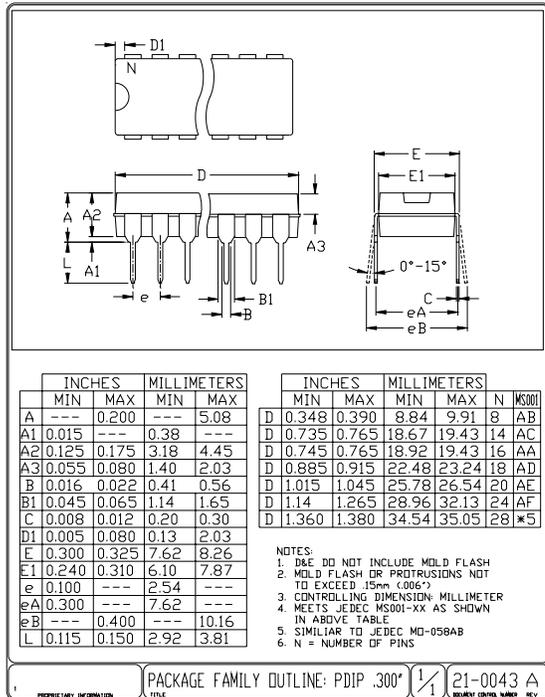 D1
N
D
E
E1
A
A2
A3
L
A1
e
B1
B
0°-15°
C
eA
eB
INCHES MILLIMETERS
MIN MAX MIN MAX
A --- 0.200 --- 5.08
A1 0.015 --- 0.38 ---
A2 0.125 0.175 3.18 4.45
A3 0.055 0.080 1.40 2.03
B 0.016 0.022 0.41 0.56
B1 0.045 0.065 1.14 1.65
C 0.008 0.012 0.20 0.30
D1 0.005 0.080 0.13 2.03
E 0.300 0.325 7.62 8.26
E1 0.240 0.310 6.10 7.87
e 0.100 --- 2.54 ---
eA 0.300 --- 7.62 ---
eB --- 0.400 --- 10.16
L 0.115 0.150 2.92 3.81
INCHES MILLIMETERS
MIN MAX MIN MAX N MS001
D 0.348 0.390 8.84 9.91 8 AB
D 0.735 0.765 18.67 19.43 14 AC
D 0.745 0.765 18.92 19.43 16 AA
D 0.885 0.915 22.48 23.24 18 AD
D 1.015 1.045 25.78 26.54 20 AE
D 1.14 1.265 28.96 32.13 24 AF
D 1.360 1.380 34.54 35.05 28 *5
NOTES:
1. D&E DO NOT INCLUDE MOLD FLASH
2. MOLD FLASH OR PROTRUSIONS NOT
TO EXCEED .15mm (.006")
3. CONTROLLING DIMENSION: MILLIMETER
4. MEETS JEDEC MS001-XX AS SHOWN
IN ABOVE TABLE
5. SIMILIAR TO JEDEC MO-058AB
6. N = NUMBER OF PINS
PROPRIETARY INFORMATION
PACKAGE FAMILY OUTLINE: PDIP .300"
TITLE
1/1
21-0043 A
DOCUMENT CONTROL NUMBER REV